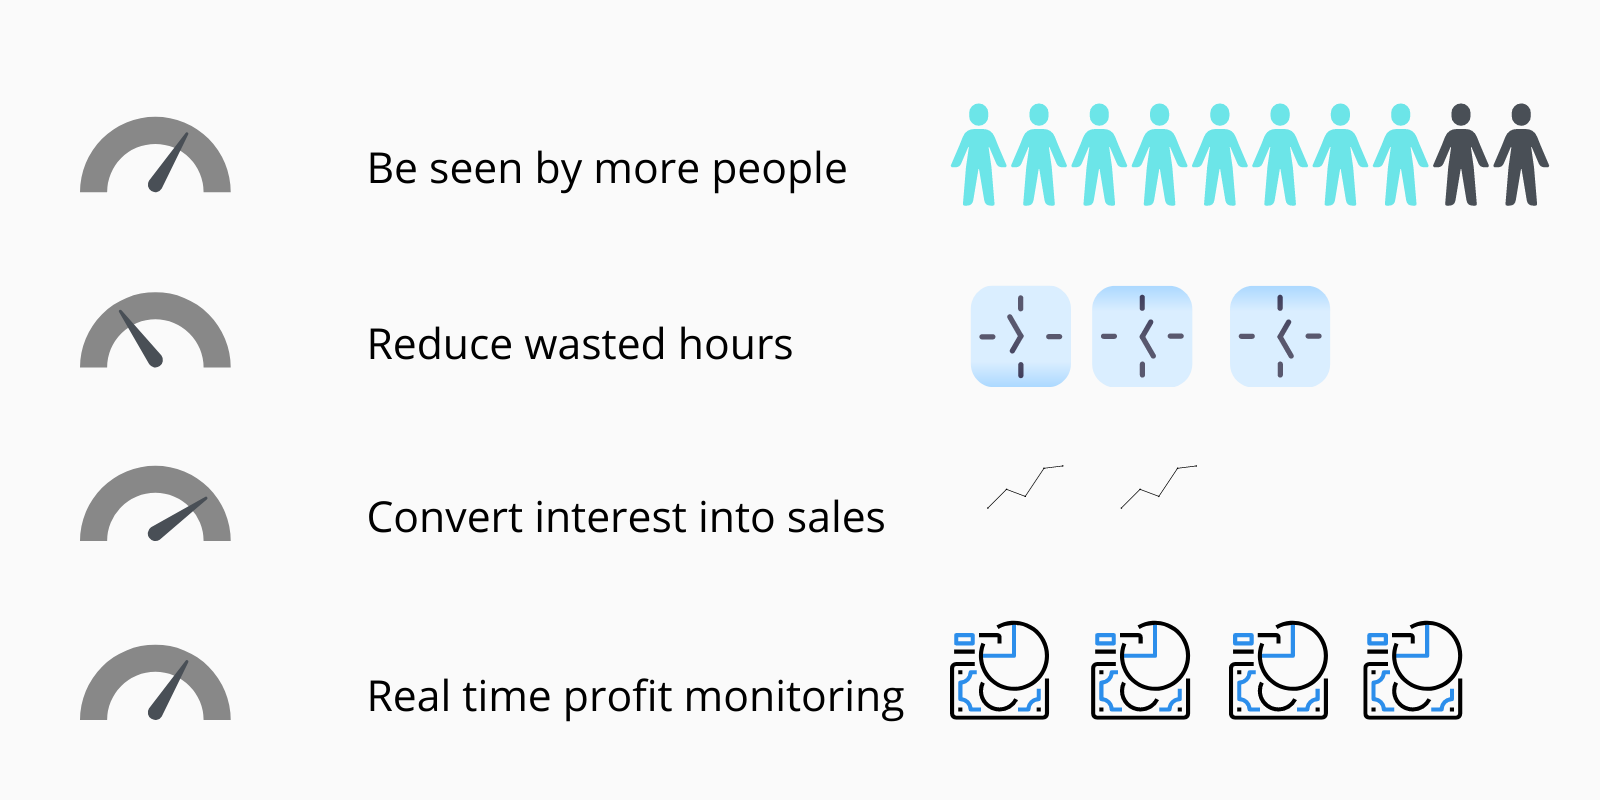 Be seen by more people
Reduce wasted hours
Convert interest into sales
Real time profit monitoring